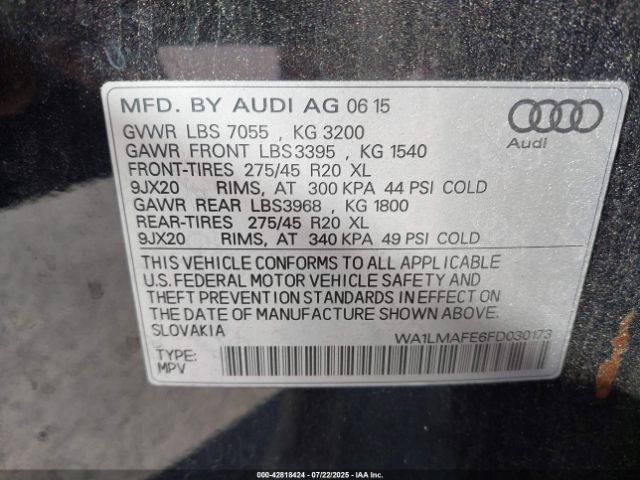 MFD. BY AUDI AG 06 15
GVWR LBS 7055 , KG 3200
GAWR FRONT LBS 3395 , KG 1540
FRONT-TIRES 275/45 R20 XL
9JX20 RIMS, AT 300 KPA 44 PSI COLD
GAWR REAR LBS3968 , KG 1800
REAR-TIRES 275/45 R20 XL
9JX20 RIMS, AT 340 KPA 49 PSI COLD
THIS VEHICLE CONFORMS TO ALL APPLICABLE
U.S. FEDERAL MOTOR VEHICLE SAFETY AND
THEFT PREVENTION STANDARDS IN EFFECT ON
THE DATE OF MANUFACTURE SHOWN ABOVE.
SLOVAKIA
WA1LMAFE6FD030173
TYPE:
MPV
Audi
000-42818424 - 07/22/2025 - IAA Inc.